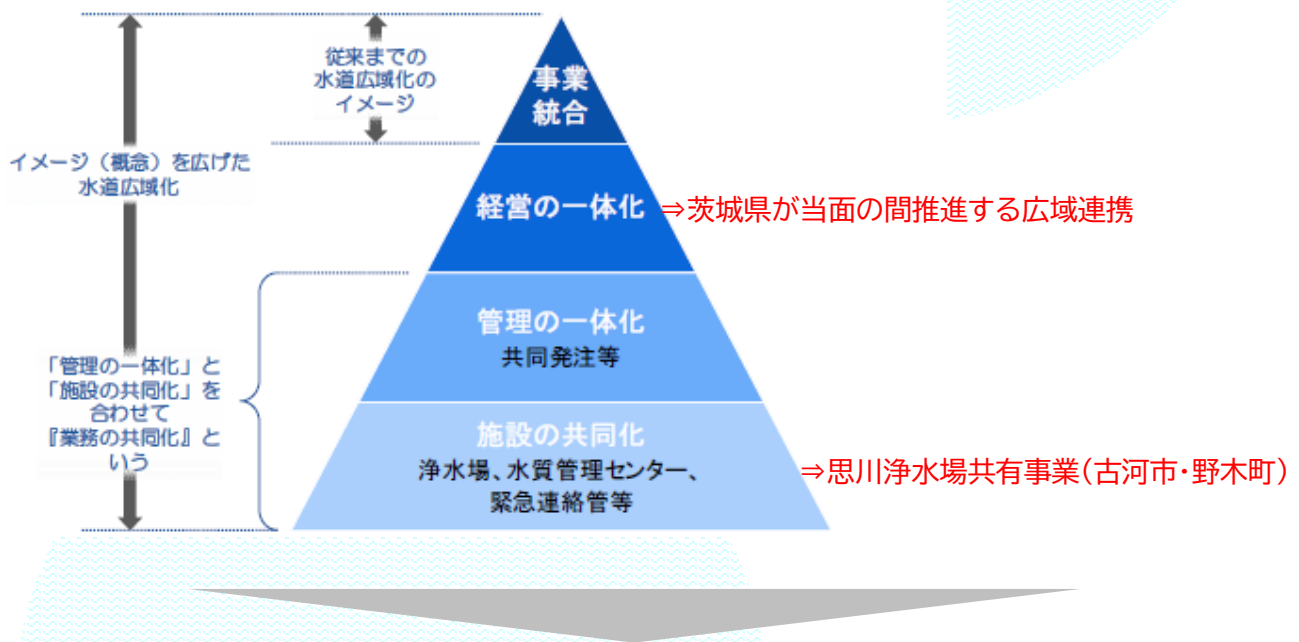 従来までの
水道広域化の
イメージ
事業
統合
イメージ（概念）を広げた
水道広域化
経営の一体化
⇒茨城県が当面の間推進する広域連携
管理の一体化
共同発注等
「管理の一体化」と
「施設の共同化」を
合わせて
『業務の共同化』と
いう
施設の共同化
浄水場、水質管理センター、
緊急連絡管等
⇒思川浄水場共有事業(古河市・野木町)